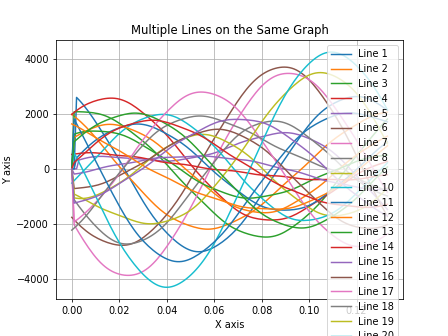 Multiple Lines on the Same Graph
4000
2000
0
−2000
−4000
Y axis
0.00
0.02
0.04
0.06
0.08
0.10
X axis
Line 1
Line 2
Line 3
Line 4
Line 5
Line 6
Line 7
Line 8
Line 9
Line 10
Line 11
Line 12
Line 13
Line 14
Line 15
Line 16
Line 17
Line 18
Line 19
Line 20